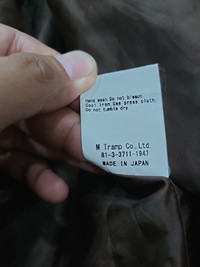 Hand wash Do not bleach
Cool iron Use press cloth
Do not tumble dry
M Tramp Co., Ltd.
81-3-3711-1947
MADE IN JAPAN